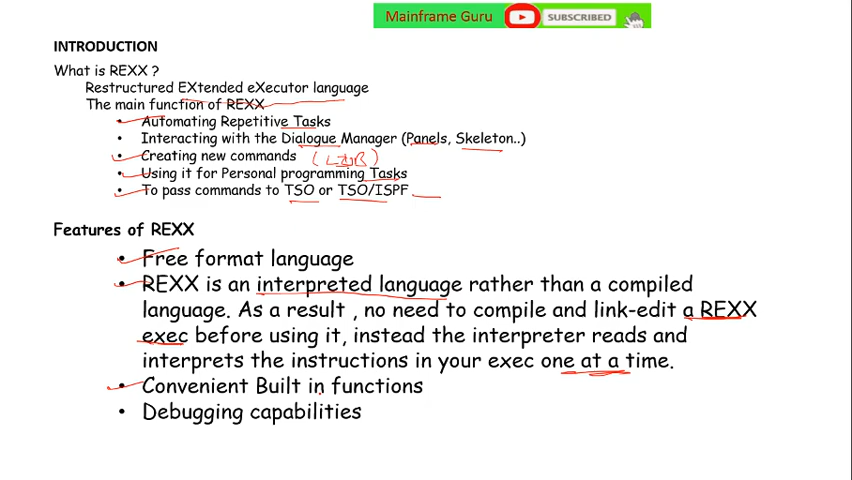 Mainframe Guru SUBSCRIBED
INTRODUCTION
What is REXX ?
Restructured EXtended eXecutor language
The main function of REXX
• Automating Repetitive Tasks
• Interacting with the Dialogue Manager (Panels, Skeleton..)
• Creating new commands
• Using it for Personal programming Tasks
• To pass commands to TSO or TSO/ISPF
Features of REXX
• Free format language
• REXX is an interpreted language rather than a compiled
language. As a result , no need to compile and link-edit a REXX
exec before using it, instead the interpreter reads and
interprets the instructions in your exec one at a time.
• Convenient Built in functions
• Debugging capabilities